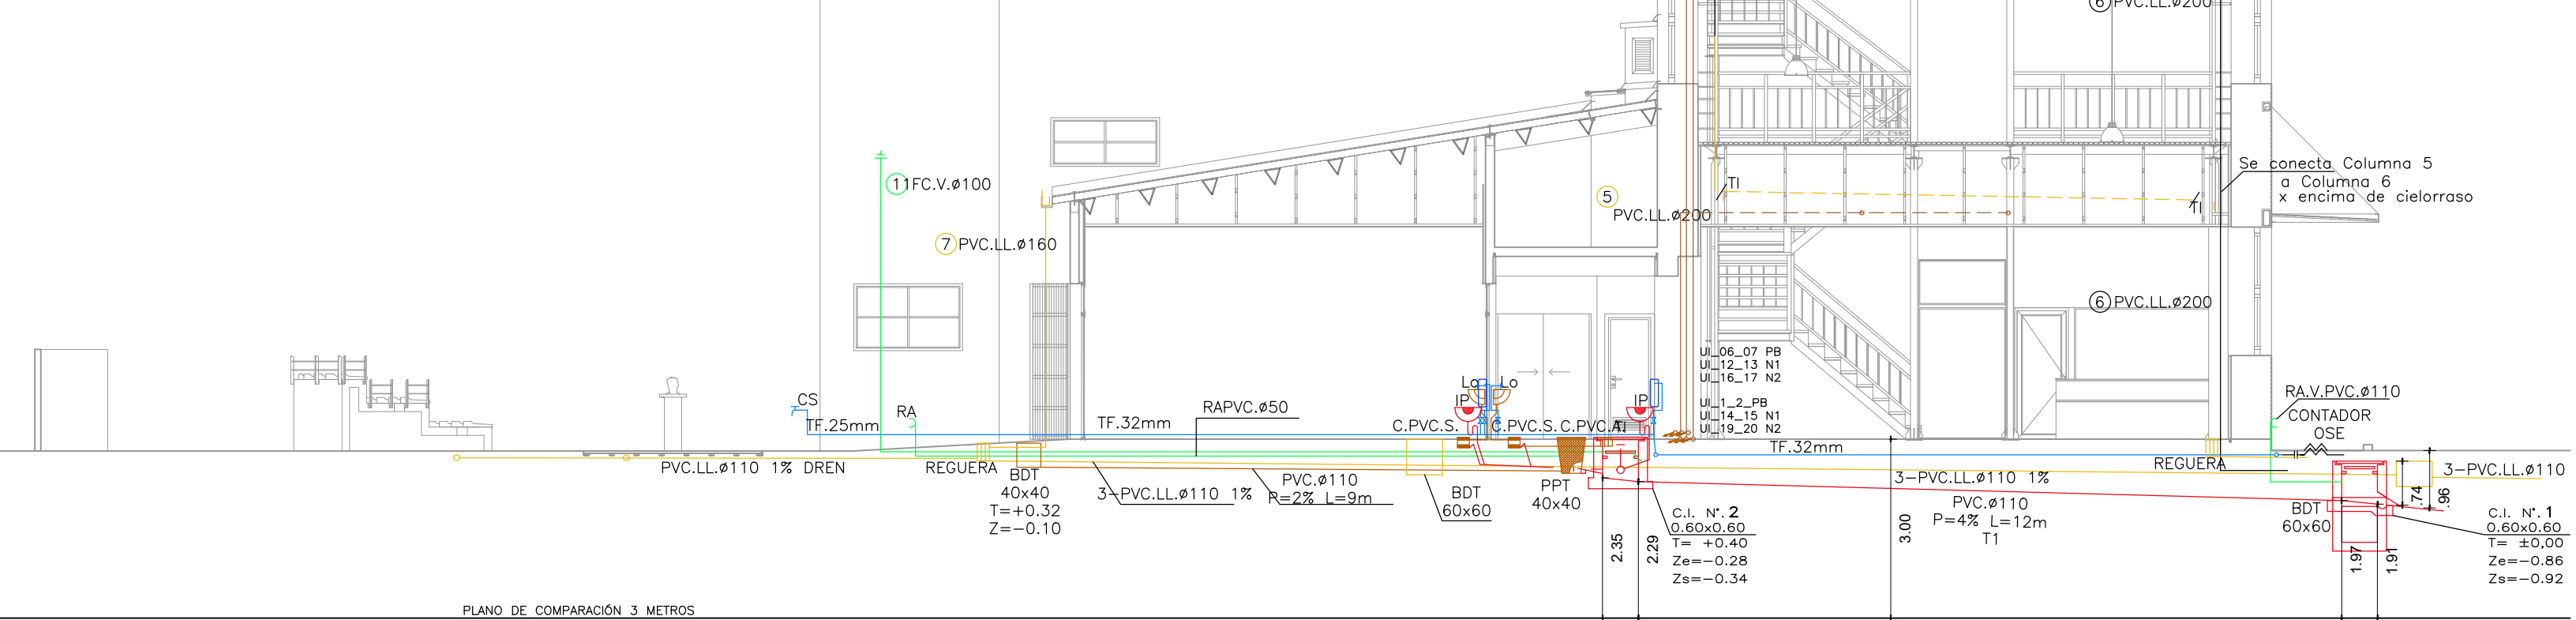 6 PVC.LL.ø200
Se conecta Columna 5
a Columna 6
x encima de cielorraso
11 FC.V.ø100
TI
5
PVC.LL.ø200
TI
7 PVC.LL.ø160
6 PVC.LL.ø200
UI_06_07 PB
UI_12_13 N1
UI_16_17 N2
UI_1_2_PB
UI_14_15 N1
UI_19_20 N2
Lo Lo
IP IP
CS
RA
RAPVC.ø50
TF.25mm
TF.32mm
C.PVC.S.
C.PVC.S.
C.PVC.A.
TI
TF.32mm
RA.V.PVC.ø110
CONTADOR
OSE
PVC.LL.ø110 1% DREN
REGUERA
BDT
40x40
T=+0.32
Z=−0.10
3−PVC.LL.ø110 1%
PVC.ø110
P=2% L=9m
BDT
60x60
PPT
40x40
C.I. N°. 2
0.60x0.60
T= +0.40
Ze=−0.28
Zs=−0.34
2.35
2.29
3.00
3−PVC.LL.ø110 1%
PVC.ø110
P=4% L=12m
T1
REGUERA
BDT
60x60
3−PVC.LL.ø110
.74
.96
1.97
1.91
C.I. N°. 1
0.60x0.60
T= ±0,00
Ze=−0.86
Zs=−0.92
PLANO DE COMPARACIÓN 3 METROS